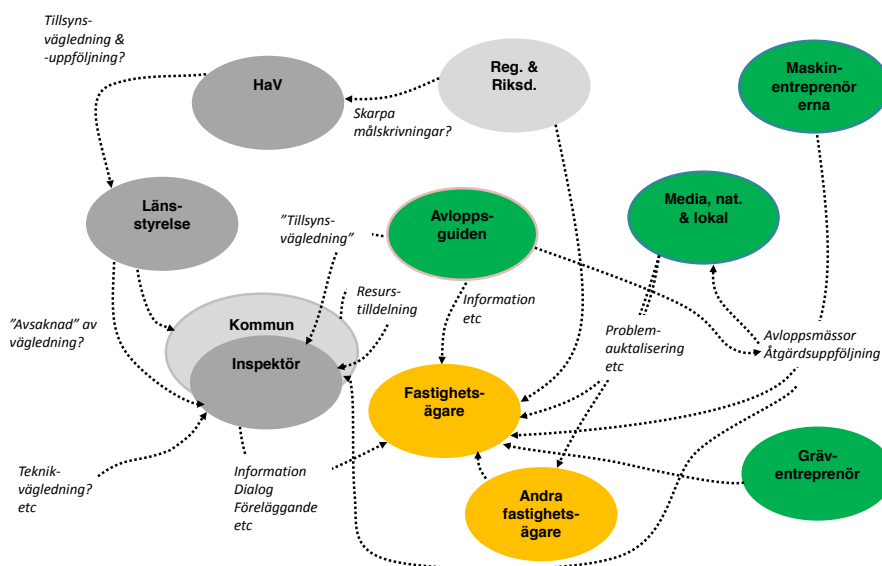 Tillsyns-
vägledning &
-uppföljning?
HaV
Reg. &
Riksd.
Maskin-
entreprenör
erna
Skarpa
målskrivningar?
Läns-
styrelse
”Tillsyns-
vägledning”
Avlopps-
guiden
Media, nat.
& lokal
”Avsaknad” av
vägledning?
Kommun
Inspektör
Resurs-
tilldelning
Information
etc
Problem-
auktalisering
etc
Avloppsmässor
Åtgärdsuppföljning
Fastighets-
ägare
Teknik-
vägledning?
etc
Information
Dialog
Föreläggande
etc
Andra
fastighets-
ägare
Gräv-
entreprenör